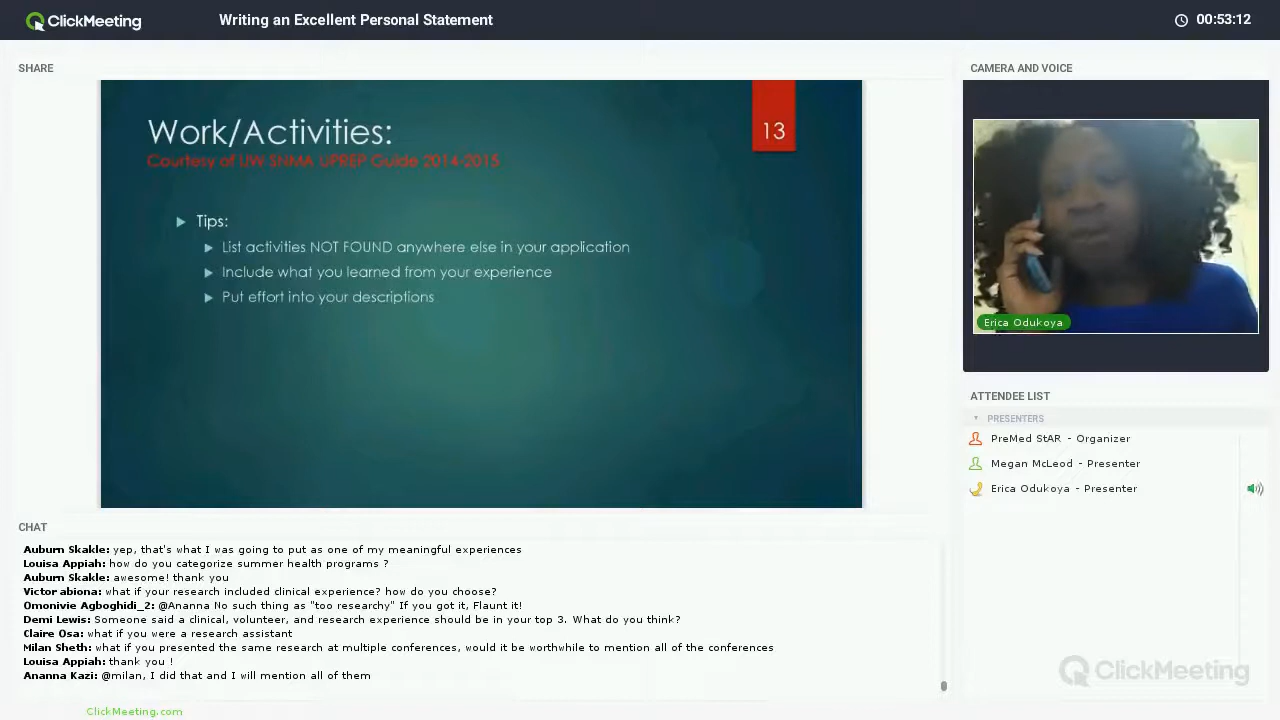 ClickMeeting
Writing an Excellent Personal Statement
00:53:12
SHARE
Work/Activities:
13
Courtesy of UW SNMA UPREP Guide 2014-2015
Tips:
List activities NOT FOUND anywhere else in your application
Include what you learned from your experience
Put effort into your descriptions
CAMERA AND VOICE
Erica Odukoya
ATTENDEE LIST
PRESENTERS
PreMed StAR - Organizer
Megan McLeod - Presenter
Erica Odukoya - Presenter
CHAT
Auburn Skakle: yep, that's what I was going to put as one of my meaningful experiences
Louisa Appiah: how do you categorize summer health programs ?
Auburn Skakle: awesome! thank you
Victor abiona: what if your research included clinical experience? how do you choose?
Omonivie Agboghidi_2: @Ananna No such thing as "too researchy" If you got it, Flaunt it!
Demi Lewis: Someone said a clinical, volunteer, and research experience should be in your top 3. What do you think?
Claire Osa: what if you were a research assistant
Milan Sheth: what if you presented the same research at multiple conferences, would it be worthwhile to mention all of the conferences
Louisa Appiah: thank you !
Ananna Kazi: @milan, I did that and I will mention all of them
ClickMeeting
ClickMeeting.com